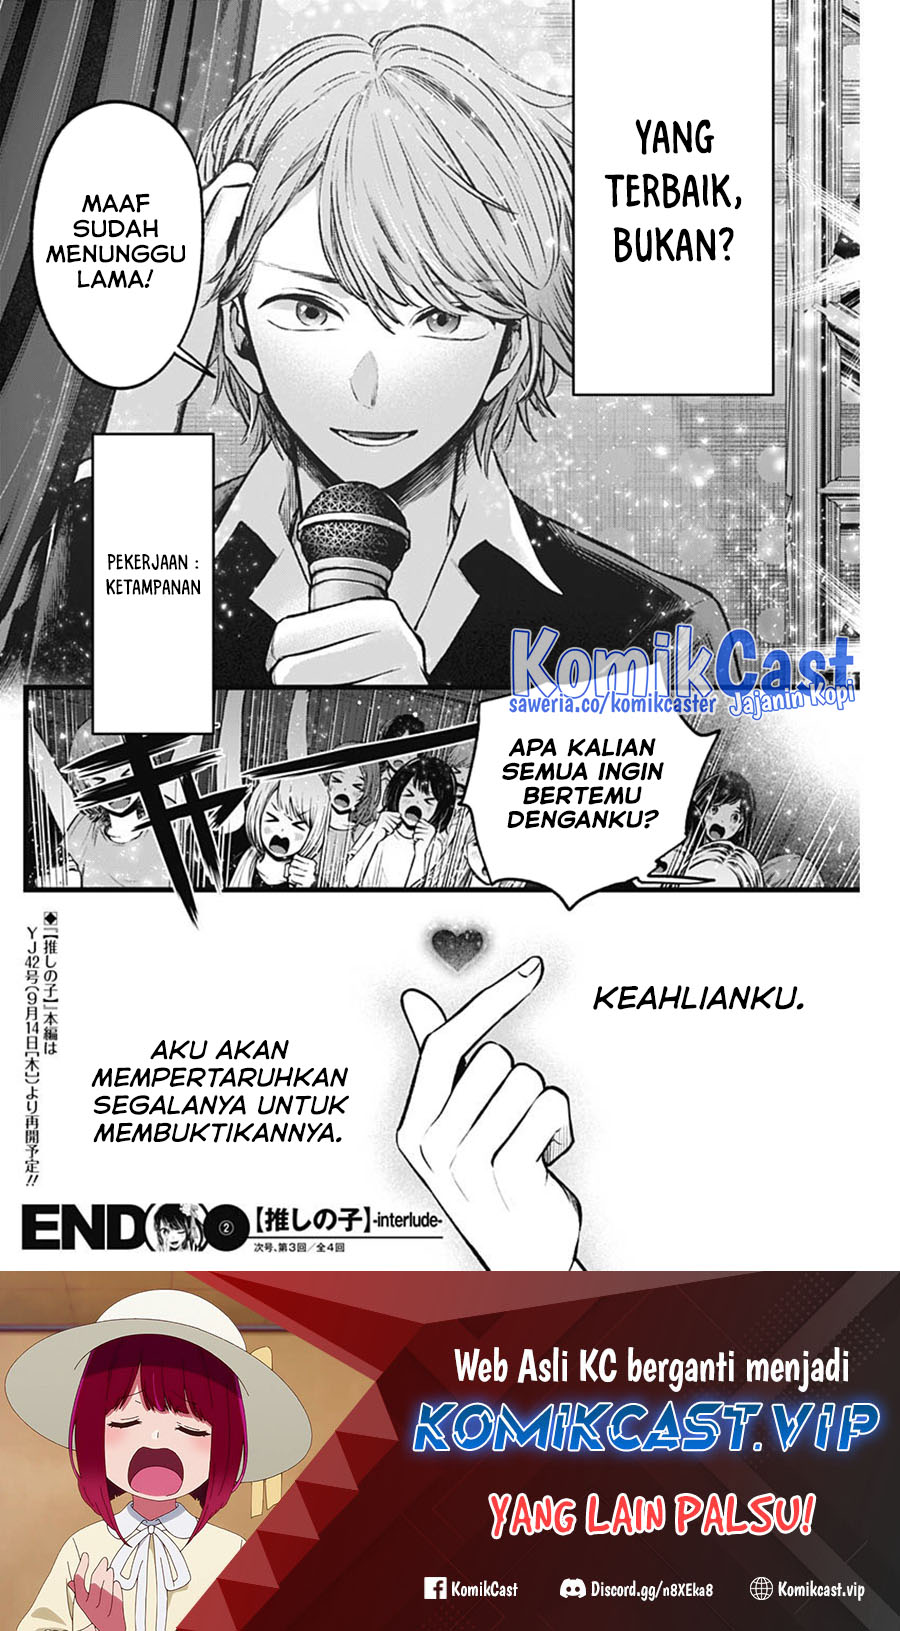 YANG
TERBAIK,
BUKAN?
MAAF
SUDAH
MENUNGGU
LAMA!
PEKERJAAN :
KETAMPANAN
KomikCast
saweria.co/komikcaster
Jajanin Kopi
APA KALIAN
SEMUA INGIN
BERTEMU
DENGANKU?
KEAHLIANKU.
AKU AKAN
MEMPERTARUHKAN
SEGALANYA UNTUK
MEMBUKTIKANNYA.
◆『【推しの子】』本編は
YJ42号(9月14日[木])より再開予定!!
END
②
【推しの子】-interlude-
次号、第3回/全4回
Web Asli KC berganti menjadi
KOMIKCAST.VIP
YANG LAIN PALSU!
KomikCast
Discord.gg/n8XEka8
Komikcast.vip